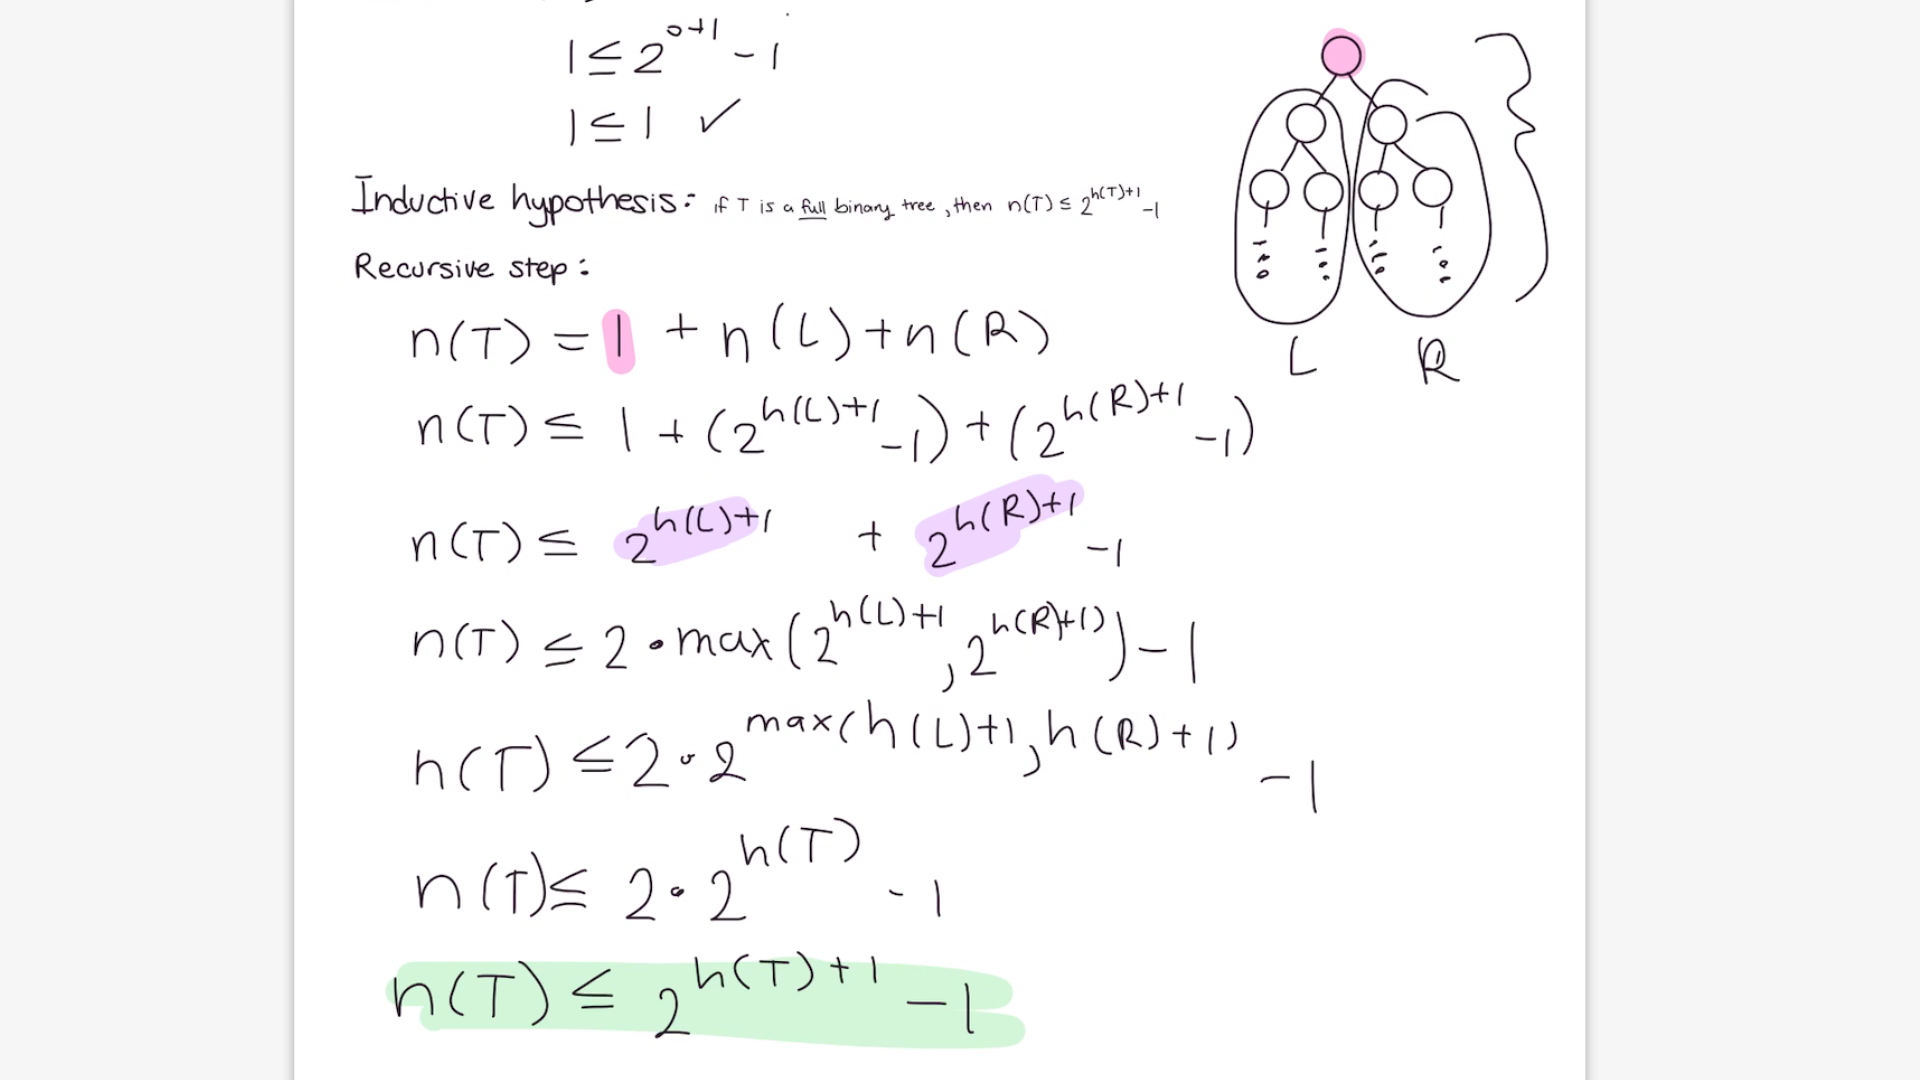 1 ≤ 2^{0+1} - 1
1 ≤ 1 ✓
Inductive hypothesis: if T is a full binary tree, then n(T) ≤ 2^{h(T)+1} -1
Recursive step:
n(T) = 1 + n(L) + n(R)
L R
n(T) ≤ 1 + (2^{h(L)+1} -1) + (2^{h(R)+1} -1)
n(T) ≤ 2^{h(L)+1} + 2^{h(R)+1} -1
n(T) ≤ 2 • max(2^{h(L)+1}, 2^{h(R)+1)}) - 1
h(T) ≤ 2 • 2^{max(h(L)+1, h(R)+1)} - 1
n(T) ≤ 2 • 2^{h(T)} - 1
n(T) ≤ 2^{h(T)+1} - 1